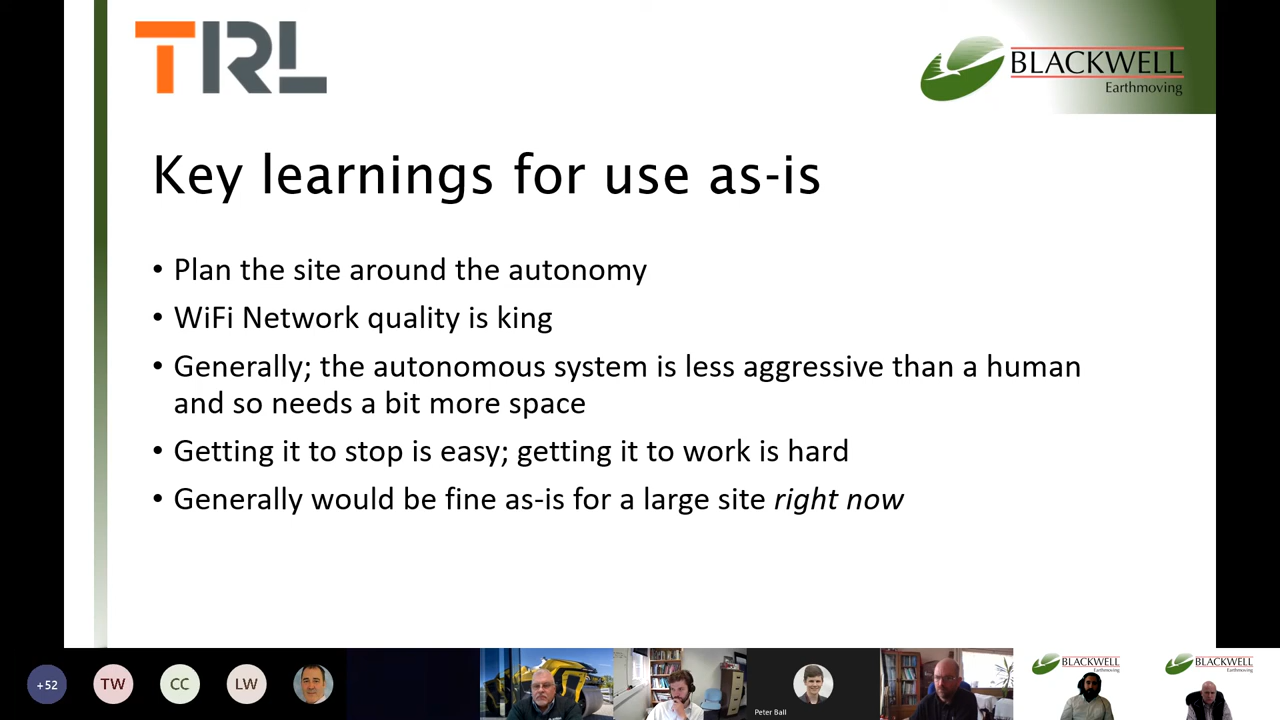 TRL
BLACKWELL
Earthmoving
Key learnings for use as-is
• Plan the site around the autonomy
• WiFi Network quality is king
• Generally; the autonomous system is less aggressive than a human
and so needs a bit more space
• Getting it to stop is easy; getting it to work is hard
• Generally would be fine as-is for a large site right now
+52
TW
CC
LW
Peter Ball
BLACKWELL
Earthmoving
BLACKWELL
Earthmoving